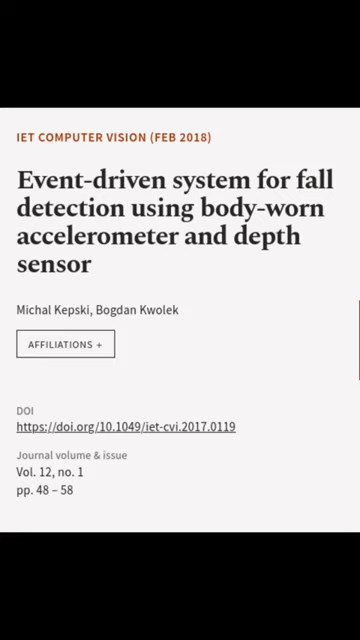 IET COMPUTER VISION (FEB 2018)
Event-driven system for fall
detection using body-worn
accelerometer and depth
sensor
Michal Kepski, Bogdan Kwolek
AFFILIATIONS +
DOI
https://doi.org/10.1049/iet-cvi.2017.0119
Journal volume & issue
Vol. 12, no. 1
pp. 48 – 58